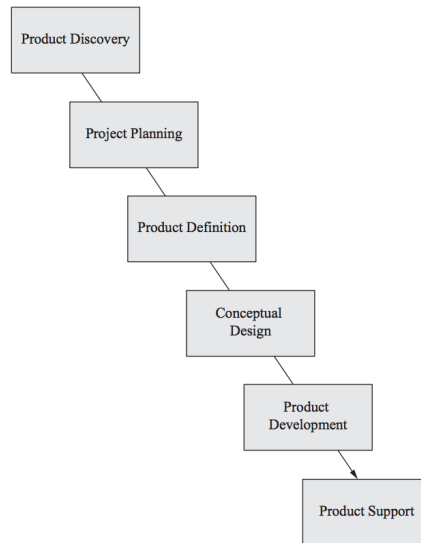 Product Discovery
Project Planning
Product Definition
Conceptual
Design
Product
Development
Product Support